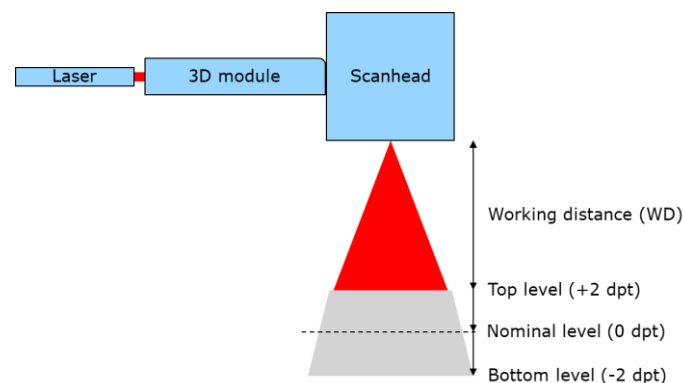 Laser
3D module
Scanhead
Working distance (WD)
Top level (+2 dpt)
Nominal level (0 dpt)
Bottom level (-2 dpt)